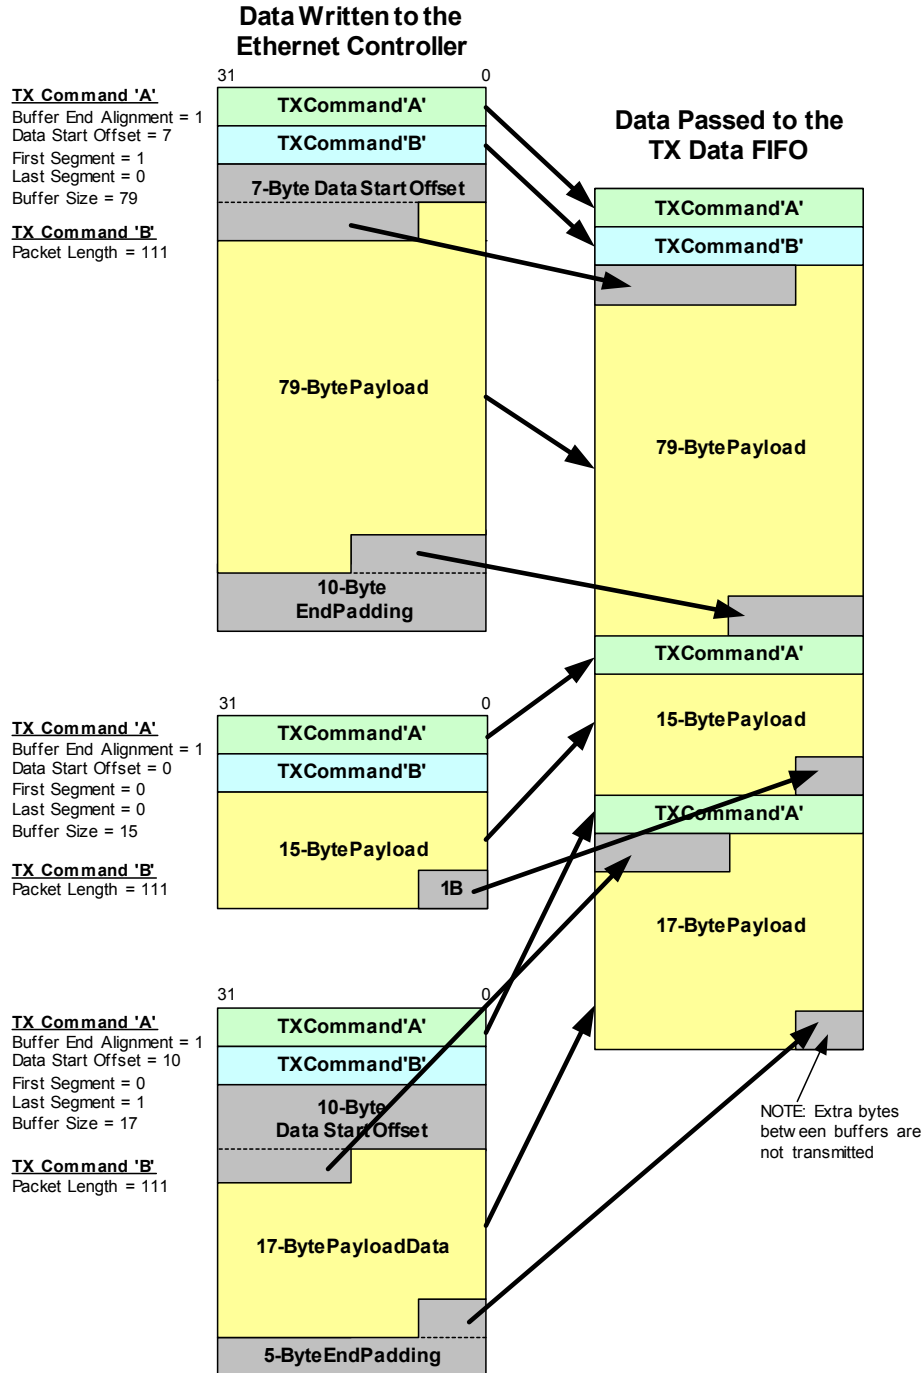 Data Written to the
Ethernet Controller
31 0
TX Command 'A'
Buffer End Alignment = 1
Data Start Offset = 7
First Segment = 1
Last Segment = 0
Buffer Size = 79
TX Command 'B'
Packet Length = 111
TXCommand'A'
TXCommand'B'
7-Byte Data Start Offset
79-BytePayload
10-Byte
EndPadding
Data Passed to the
TX Data FIFO
TXCommand'A'
TXCommand'B'
79-BytePayload
TXCommand'A'
15-BytePayload
TXCommand'A'
17-BytePayload
NOTE: Extra bytes
between buffers are
not transmitted
31 0
TX Command 'A'
Buffer End Alignment = 1
Data Start Offset = 0
First Segment = 0
Last Segment = 0
Buffer Size = 15
TX Command 'B'
Packet Length = 111
TXCommand'A'
TXCommand'B'
15-BytePayload
1B
31 0
TX Command 'A'
Buffer End Alignment = 1
Data Start Offset = 10
First Segment = 0
Last Segment = 1
Buffer Size = 17
TX Command 'B'
Packet Length = 111
TXCommand'A'
TXCommand'B'
10-Byte
Data StartOffset
17-BytePayloadData
5-ByteEndPadding